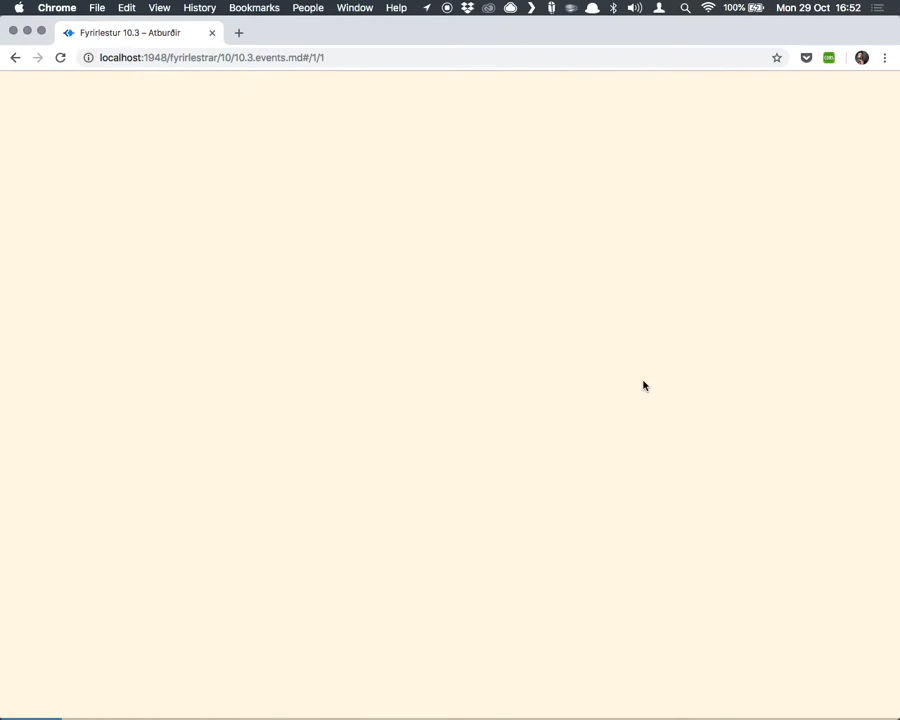 Chrome File Edit View History Bookmarks People Window Help 100% Mon 29 Oct 16:52
Fyrirlestur 10.3 – Atburðir
localhost:1948/fyrirlestrar/10/10.3.events.md#/1/1